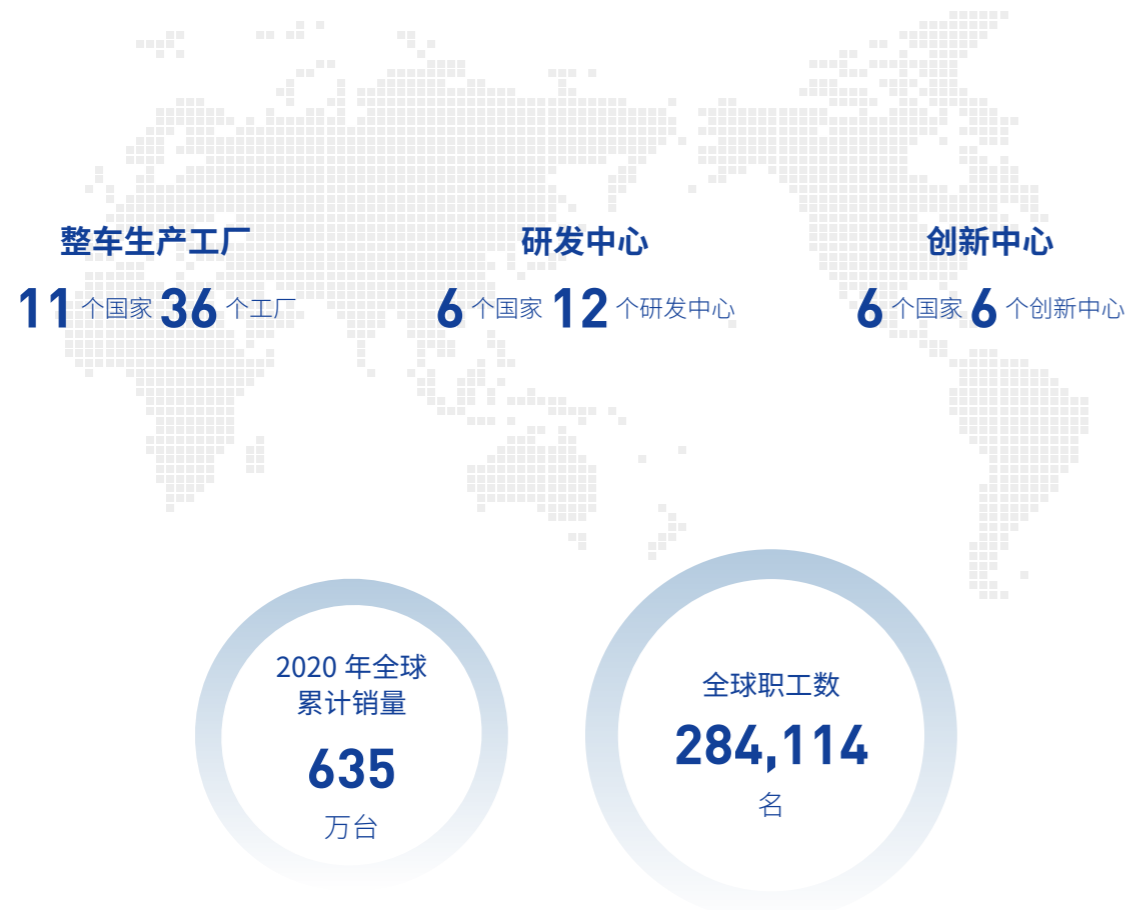 整车生产工厂
11 个国家 36 个工厂
研发中心
6 个国家 12 个研发中心
创新中心
6 个国家 6 个创新中心
2020 年全球
累计销量
635
万台
全球职工数
284,114
名